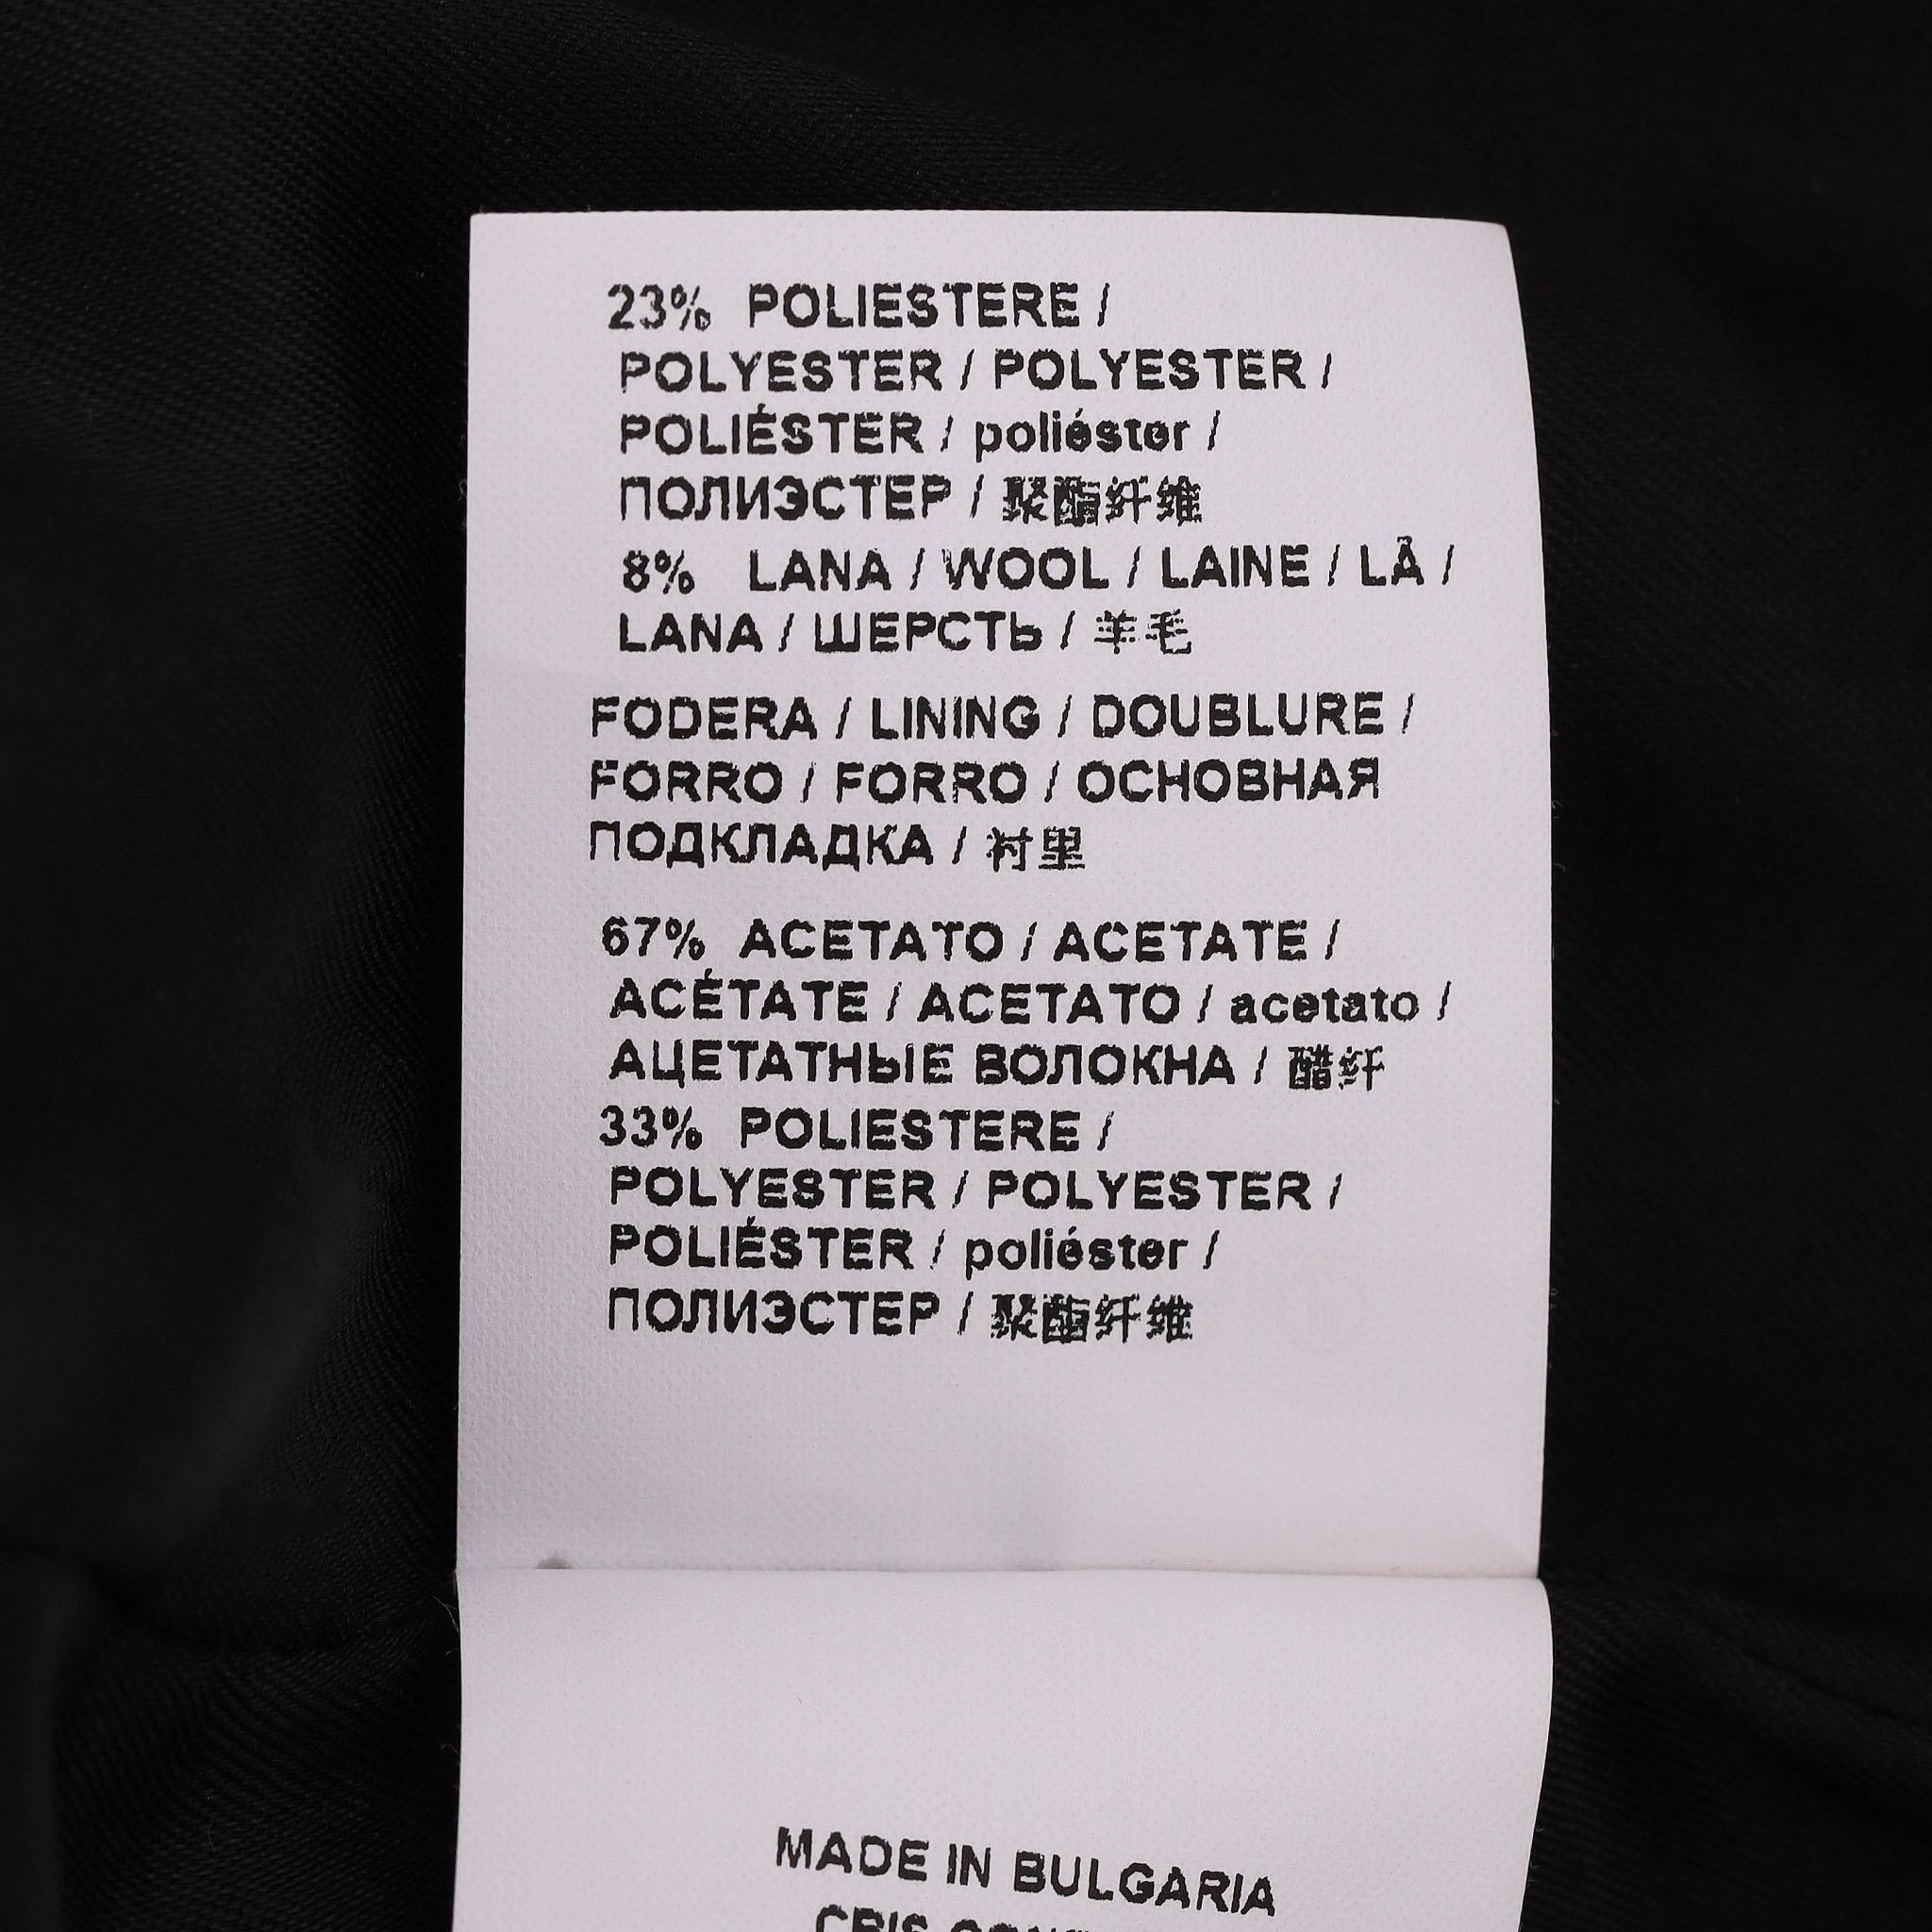 23% POLIESTERE /
POLYESTER / POLYESTER /
POLIÉSTER / poliéster /
ПОЛИЭСТЕР / 聚酯纤维
8% LANA / WOOL / LAINE / LÃ /
LANA / ШЕРСТЬ / 羊毛
FODERA / LINING / DOUBLURE /
FORRO / FORRO / ОСНОВНАЯ
ПОДКЛАДКА / 衬里
67% ACETATO / ACETATE /
ACÉTATE / ACETATO / acetato /
АЦЕТАТНЫЕ ВОЛОКНА / 醋纤
33% POLIESTERE /
POLYESTER / POLYESTER /
POLIÉSTER / poliéster /
ПОЛИЭСТЕР / 聚酯纤维
MADE IN BULGARIA
CRIS